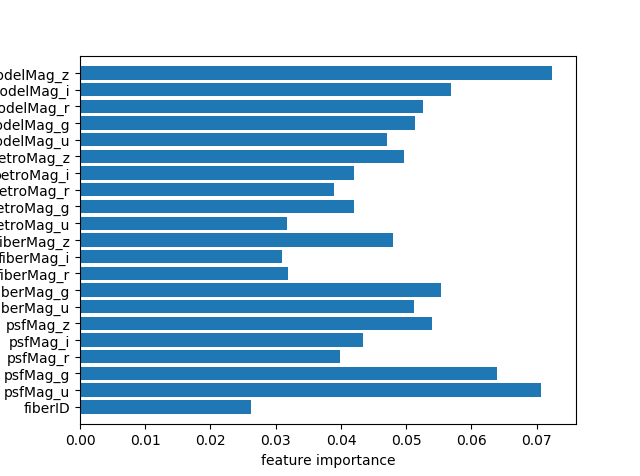 odelMag_z
odelMag_i
odelMag_r
odelMag_g
odelMag_u
etroMag_z
petroMag_i
etroMag_r
etroMag_g
etroMag_u
fiberMag_z
fiberMag_i
fiberMag_r
iberMag_g
iberMag_u
psfMag_z
psfMag_i
psfMag_r
psfMag_g
psfMag_u
fiberID
0.00 0.01 0.02 0.03 0.04 0.05 0.06 0.07
feature importance